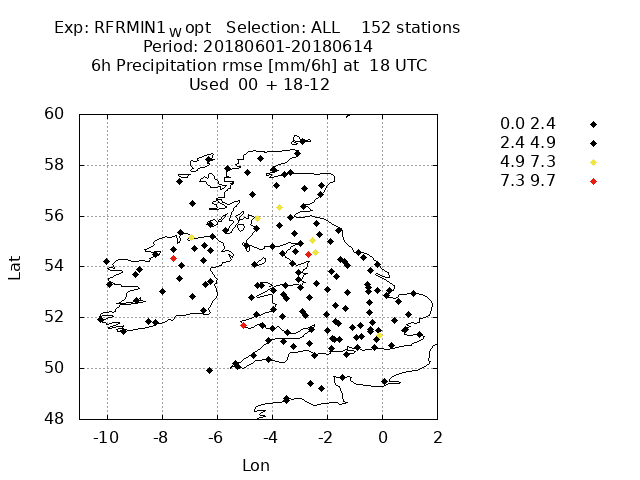 Exp: RFRMIN1Wopt Selection: ALL 152 stations
Period: 20180601-20180614
6h Precipitation rmse [mm/6h] at 18 UTC
Used 00 + 18-12
0.0 2.4
2.4 4.9
4.9 7.3
7.3 9.7
60
58
56
54
52
50
48
Lat
-10 -8 -6 -4 -2 0 2
Lon